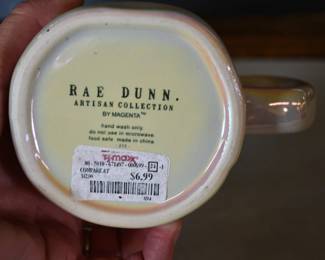 RAE DUNN.
ARTISAN COLLECTION
BY MAGENTA™
hand wash only
do not use in microwave
food safe made in china
T.J.maxx
COMPARE AT
$6.99